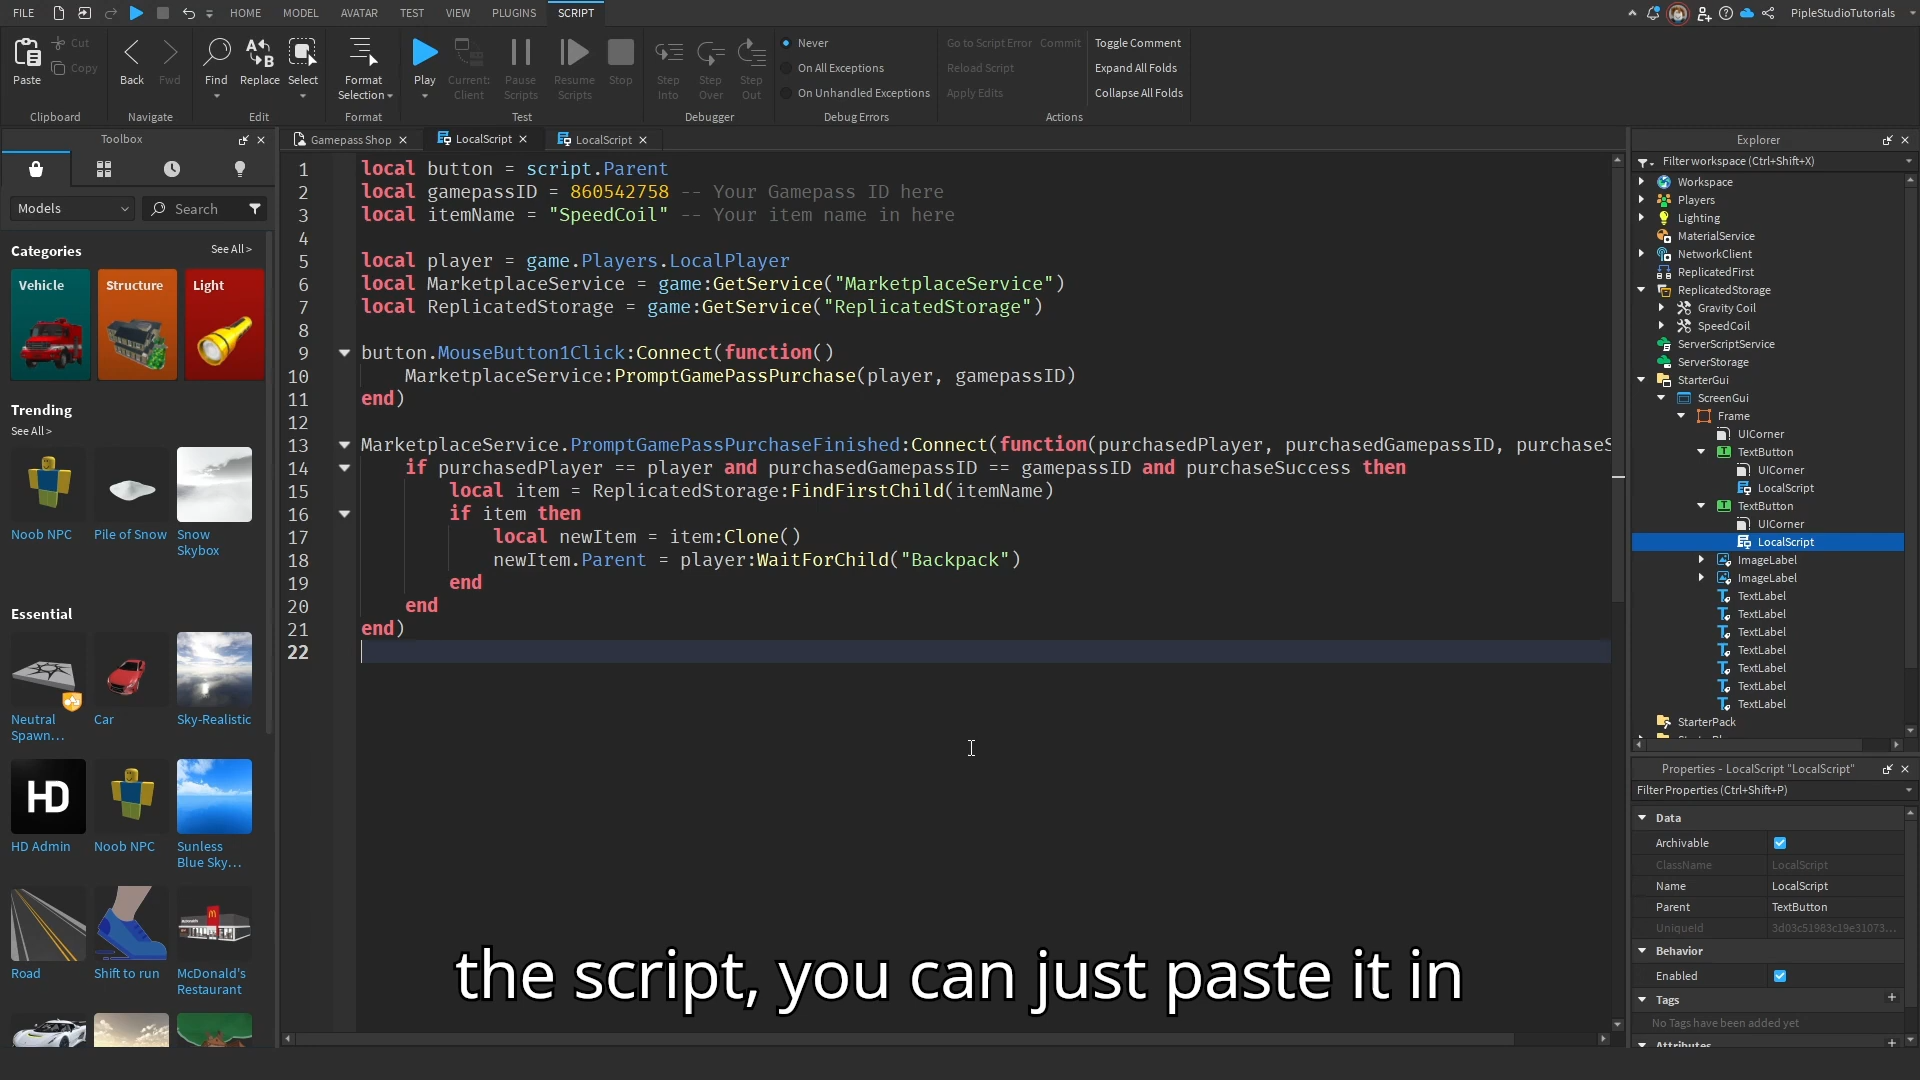 FILE HOME MODEL AVATAR TEST VIEW PLUGINS SCRIPT PipleStudioTutorials
Paste Cut Copy
Clipboard
Back Fwd
Navigate
Find Replace Select
Edit
Format Selection
Format
Play Current: Client Pause Scripts Resume Scripts Stop
Test
Step Into Step Over Step Out
Debugger
Never
On All Exceptions
On Unhandled Exceptions
Debug Errors
Go to Script Error Commit
Reload Script
Apply Edits
Toggle Comment
Expand All Folds
Collapse All Folds
Actions
Toolbox
Models Search
Categories See All >
Vehicle Structure Light
Trending
See All >
Noob NPC Pile of Snow Snow Skybox
Essential
Neutral Spawn... Car Sky-Realistic
HD
HD Admin Noob NPC Sunless Blue Sky...
Road Shift to run McDonald's Restaurant
Gamepass Shop LocalScript LocalScript
1 local button = script.Parent
2 local gamepassID = 860542758 -- Your Gamepass ID here
3 local itemName = "SpeedCoil" -- Your item name in here
4
5 local player = game.Players.LocalPlayer
6 local MarketplaceService = game:GetService("MarketplaceService")
7 local ReplicatedStorage = game:GetService("ReplicatedStorage")
8
9 button.MouseButton1Click:Connect(function()
10 MarketplaceService:PromptGamePassPurchase(player, gamepassID)
11 end)
12
13 MarketplaceService.PromptGamePassPurchaseFinished:Connect(function(purchasedPlayer, purchasedGamepassID, purchaseS
14 if purchasedPlayer == player and purchasedGamepassID == gamepassID and purchaseSuccess then
15 local item = ReplicatedStorage:FindFirstChild(itemName)
16 if item then
17 local newItem = item:Clone()
18 newItem.Parent = player:WaitForChild("Backpack")
19 end
20 end
21 end)
22
the script, you can just paste it in
Explorer
Filter workspace (Ctrl+Shift+X)
Workspace
Players
Lighting
MaterialService
NetworkClient
ReplicatedFirst
ReplicatedStorage
Gravity Coil
SpeedCoil
ServerScriptService
ServerStorage
StarterGui
ScreenGui
Frame
UICorner
TextButton
UICorner
LocalScript
TextButton
UICorner
LocalScript
ImageLabel
ImageLabel
TextLabel
TextLabel
TextLabel
TextLabel
TextLabel
TextLabel
TextLabel
StarterPack
Properties - LocalScript "LocalScript"
Filter Properties (Ctrl+Shift+P)
Data
Archivable
ClassName LocalScript
Name LocalScript
Parent TextButton
UniqueId 3d03c51983c19e31073...
Behavior
Enabled
Tags
No Tags have been added yet
Attributes